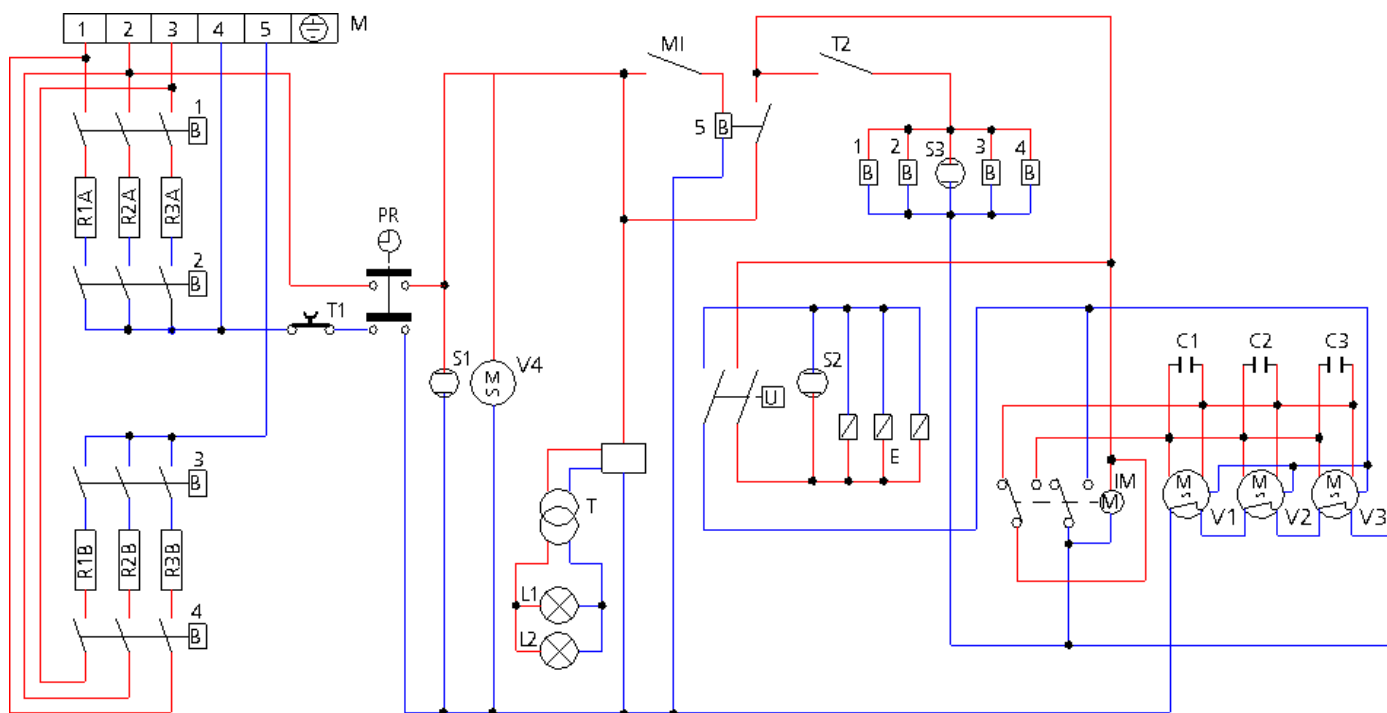 1 2 3 4 5 M
MI T2
1 B
5 B
1 2 S3 3 4
B B B B
R1A R2A R3A
PR
2 B
T1
S1 V4
M S
S2
U
C1 C2 C3
E
3 B
T
IM
M
M S V1 M S V2 M S V3
R1B R2B R3B
L1
4 B
L2